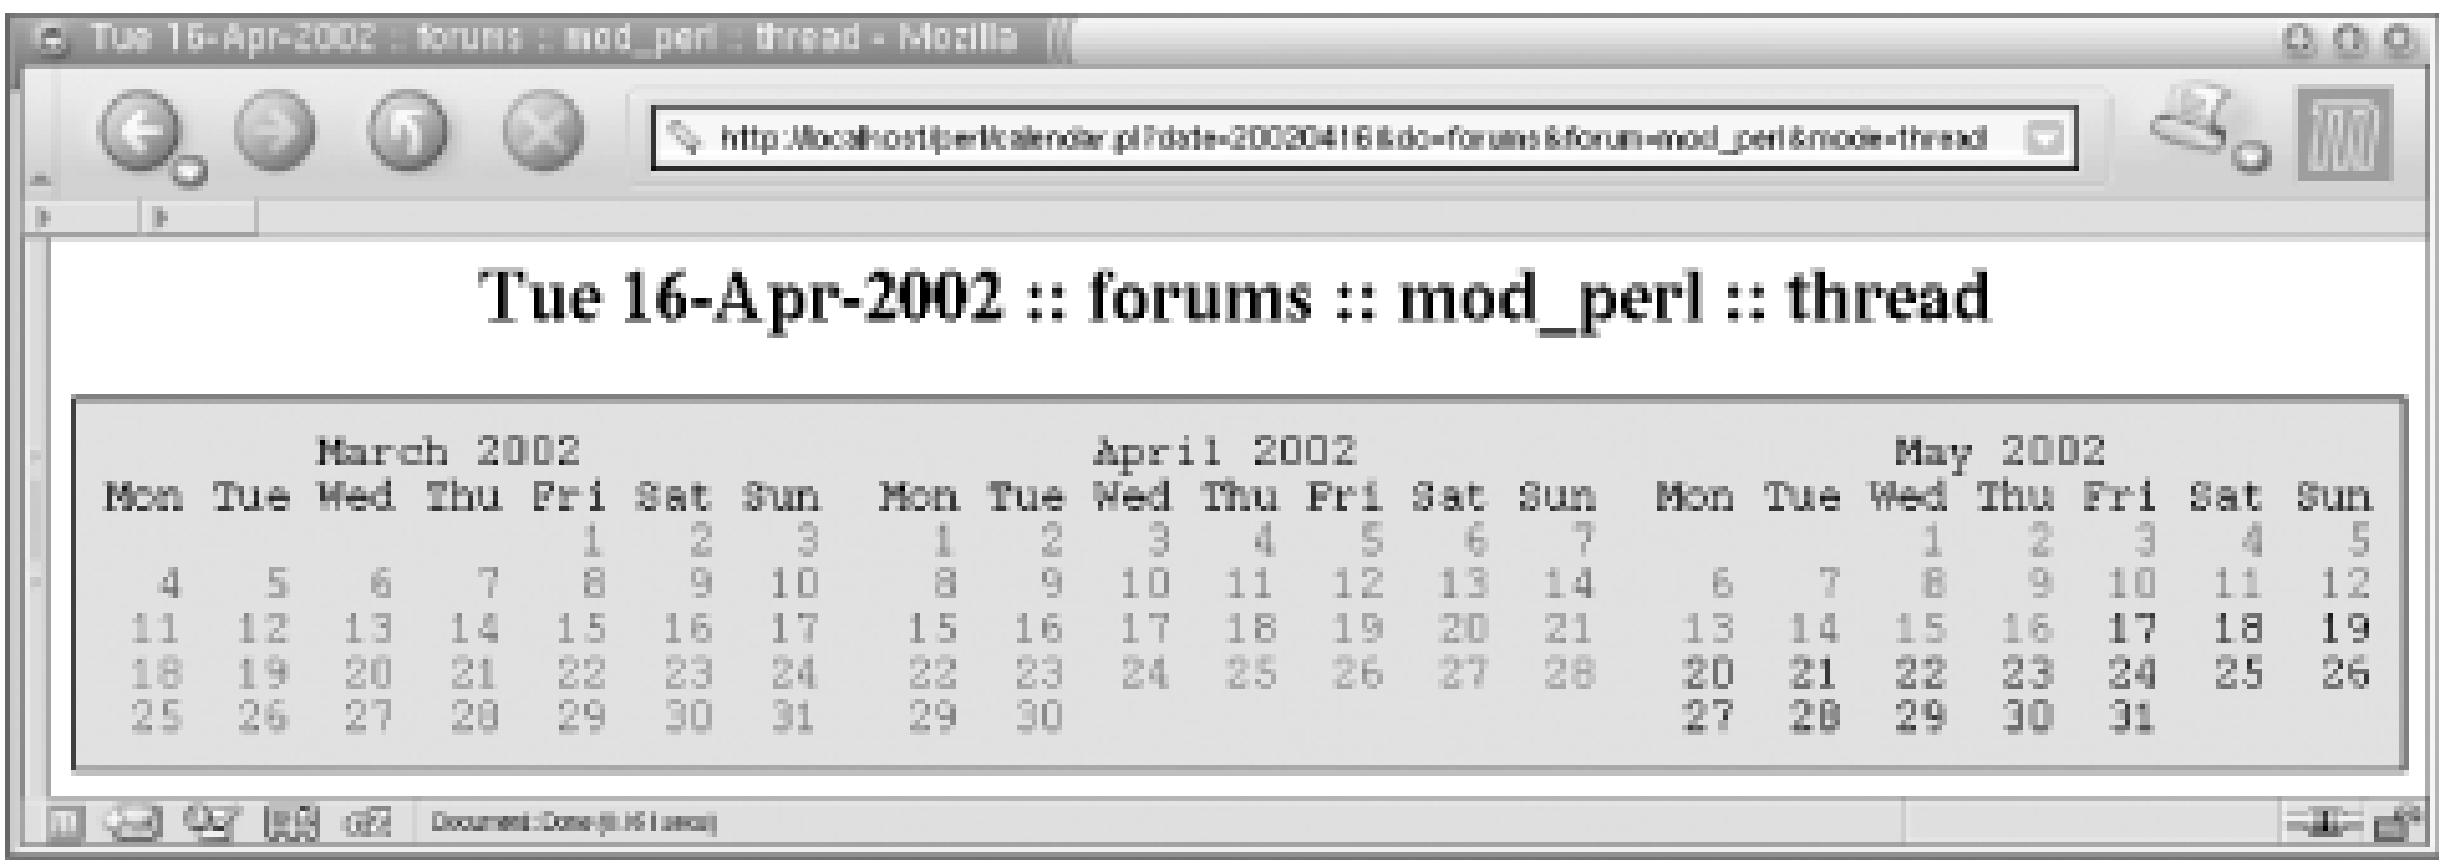 Tue 16-Apr-2002 :: forums :: mod_perl :: thread - Mozilla
http://localhost/perl/calendar.pl?date=20020416&do=forums&forum=mod_perl&mode=thread
Tue 16-Apr-2002 :: forums :: mod_perl :: thread
March 2002 April 2002 May 2002
Mon Tue Wed Thu Fri Sat Sun Mon Tue Wed Thu Fri Sat Sun Mon Tue Wed Thu Fri Sat Sun
1 2 3 1 2 3 4 5 6 7 1 2 3 4 5
4 5 6 7 8 9 10 8 9 10 11 12 13 14 6 7 8 9 10 11 12
11 12 13 14 15 16 17 15 16 17 18 19 20 21 13 14 15 16 17 18 19
18 19 20 21 22 23 24 22 23 24 25 26 27 28 20 21 22 23 24 25 26
25 26 27 28 29 30 31 29 30 27 28 29 30 31
Document: Done